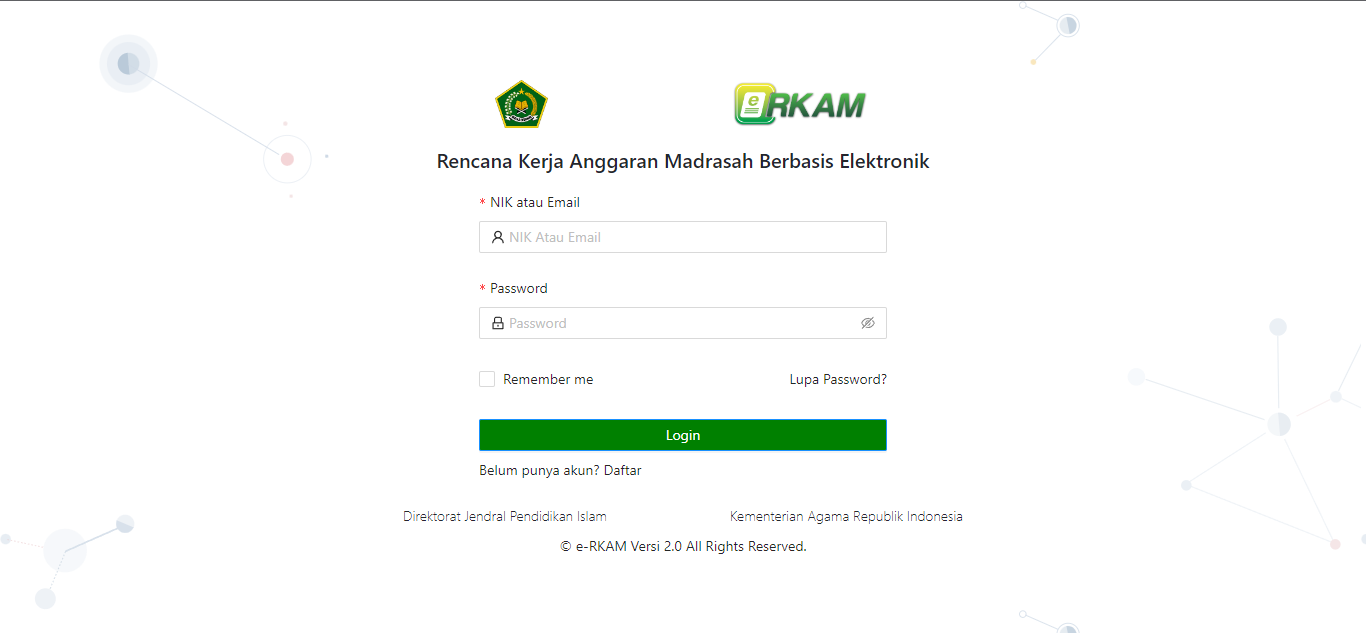 e RKAM
Rencana Kerja Anggaran Madrasah Berbasis Elektronik
* NIK atau Email
NIK Atau Email
* Password
Password
Remember me Lupa Password?
Login
Belum punya akun? Daftar
Direktorat Jendral Pendidikan Islam Kementerian Agama Republik Indonesia
© e-RKAM Versi 2.0 All Rights Reserved.